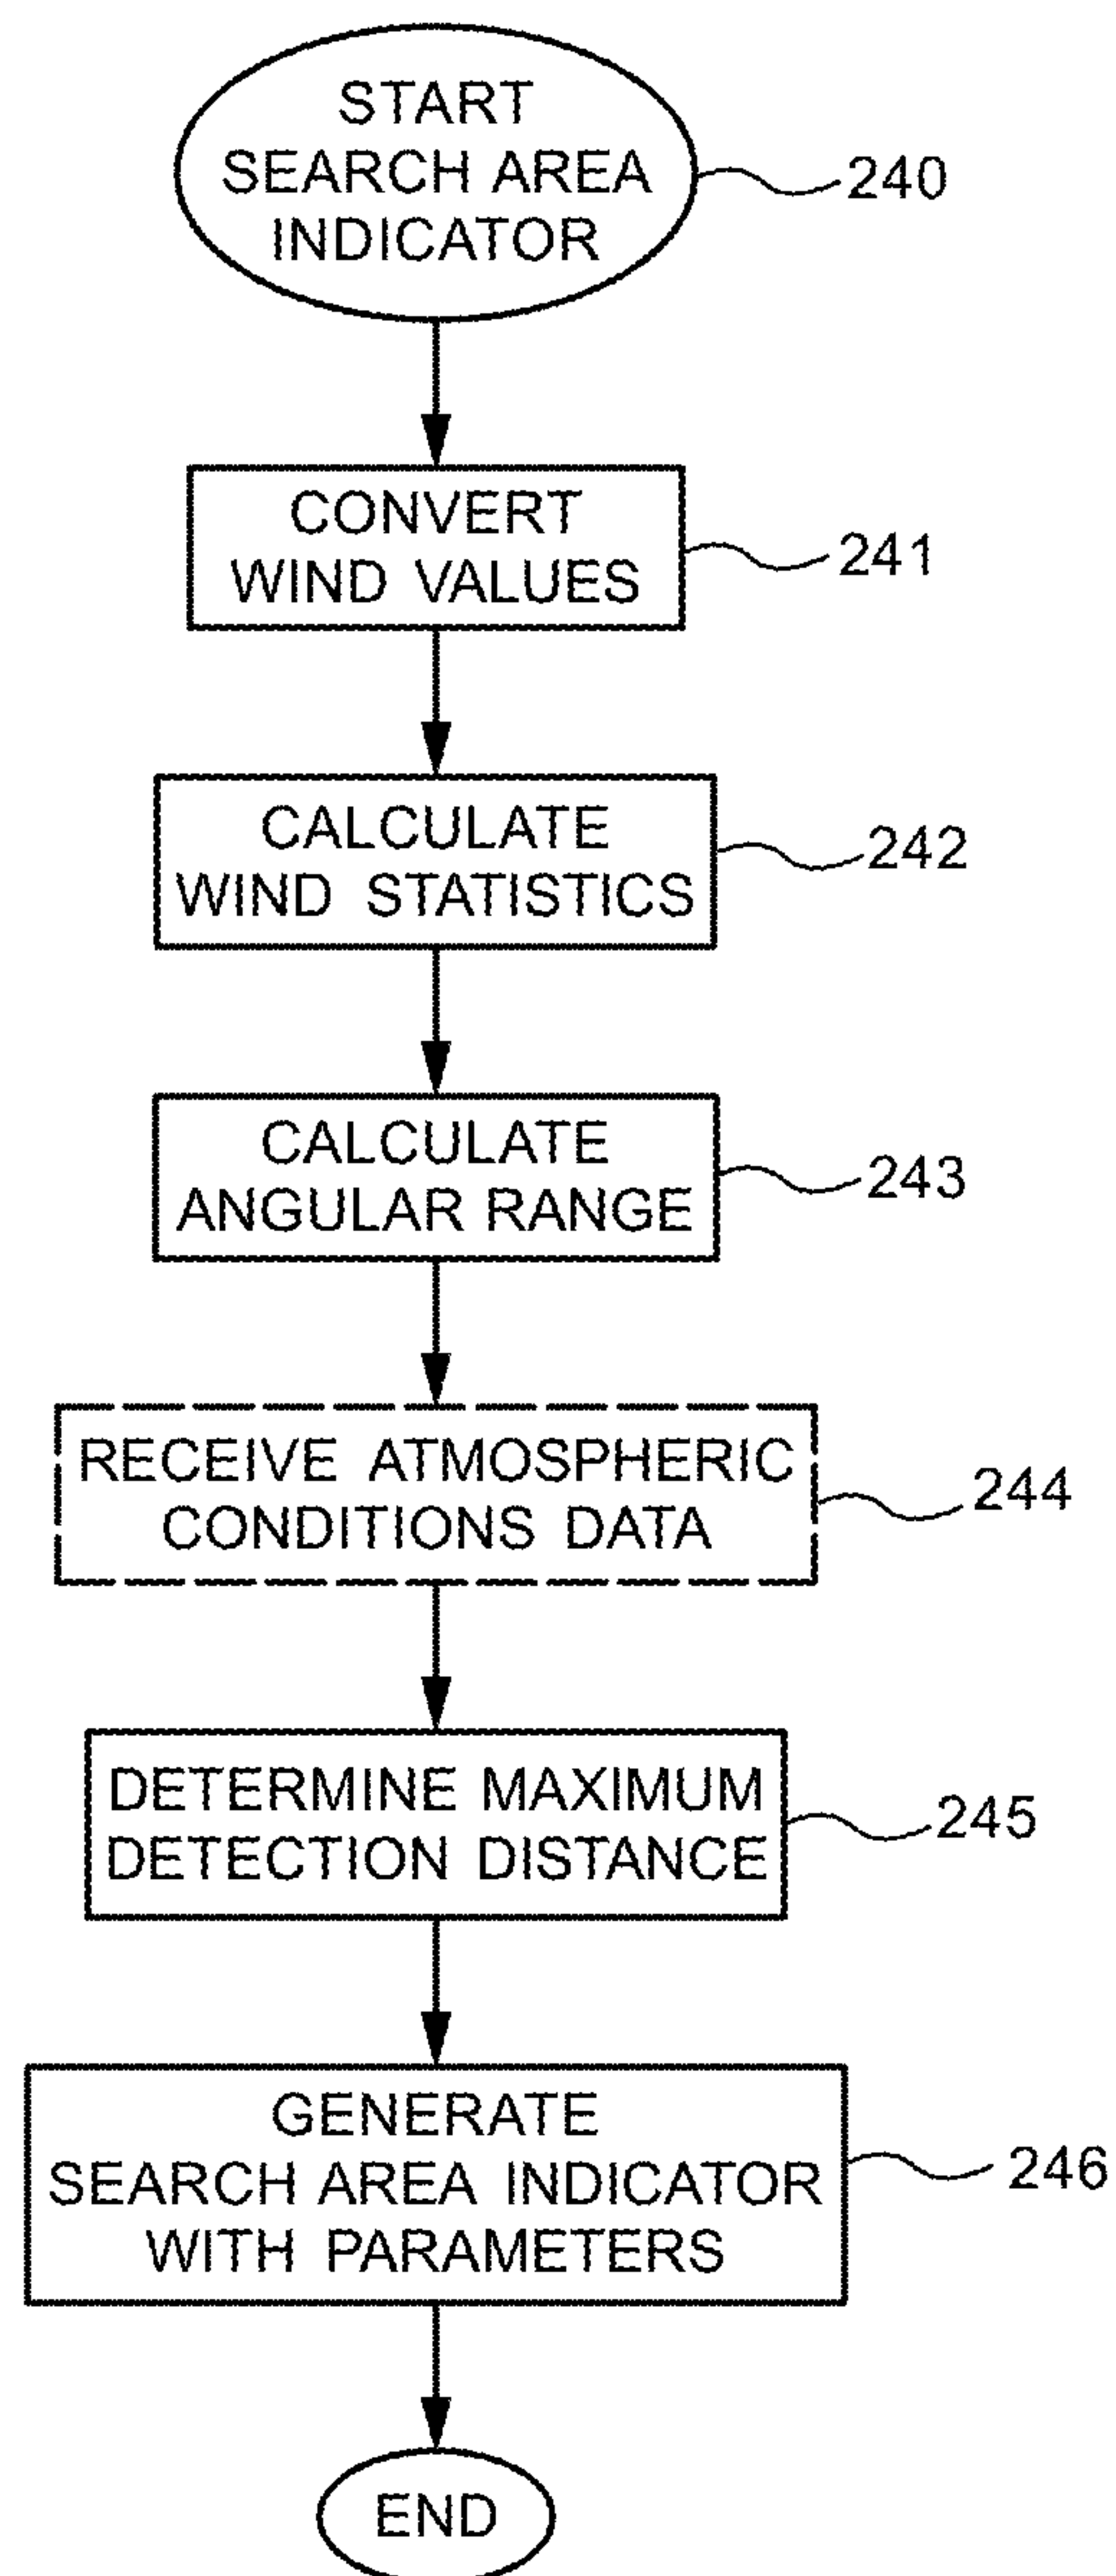 START
SEARCH AREA
INDICATOR
240
CONVERT
WIND VALUES
241
CALCULATE
WIND STATISTICS
242
CALCULATE
ANGULAR RANGE
243
RECEIVE ATMOSPHERIC
CONDITIONS DATA
244
DETERMINE MAXIMUM
DETECTION DISTANCE
245
GENERATE
SEARCH AREA INDICATOR
WITH PARAMETERS
246
END